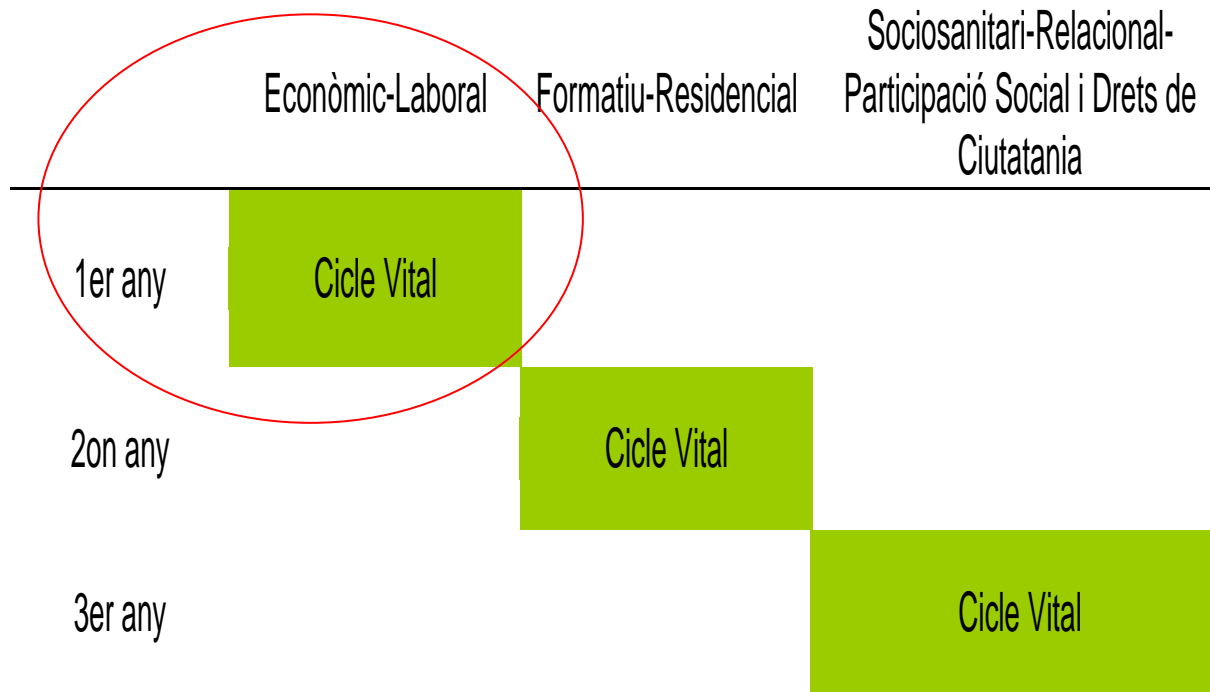 Econòmic-Laboral
Formatiu-Residencial
Sociosanitari-Relacional-
Participació Social i Drets de
Ciutatania
1er any
Cicle Vital
2on any
Cicle Vital
3er any
Cicle Vital